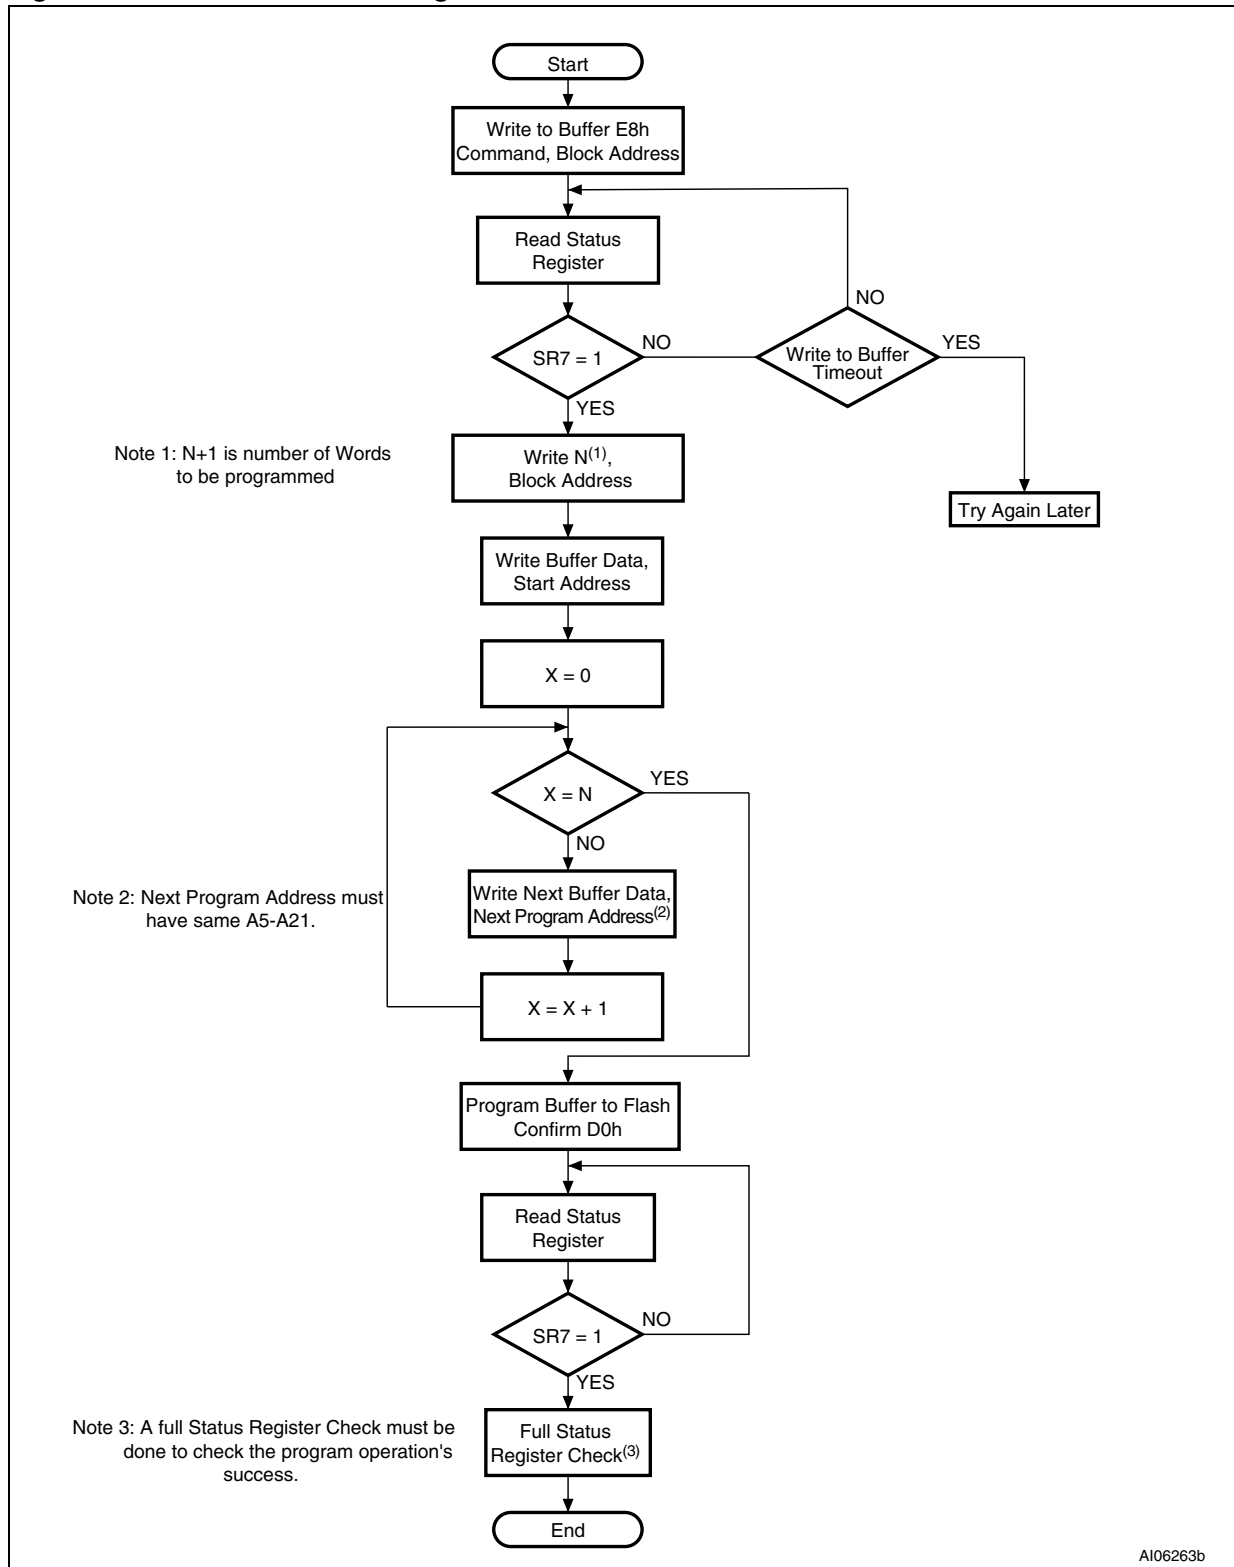 Start
Write to Buffer E8h
Command, Block Address
Read Status
Register
NO
SR7 = 1
NO
Write to Buffer
Timeout
YES
YES
Note 1: N+1 is number of Words
to be programmed
Write N(1),
Block Address
Try Again Later
Write Buffer Data,
Start Address
X = 0
X = N
YES
NO
Note 2: Next Program Address must
have same A5-A21.
Write Next Buffer Data,
Next Program Address(2)
X = X + 1
Program Buffer to Flash
Confirm D0h
Read Status
Register
SR7 = 1
NO
YES
Note 3: A full Status Register Check must be
done to check the program operation's
success.
Full Status
Register Check(3)
End
AI06263b